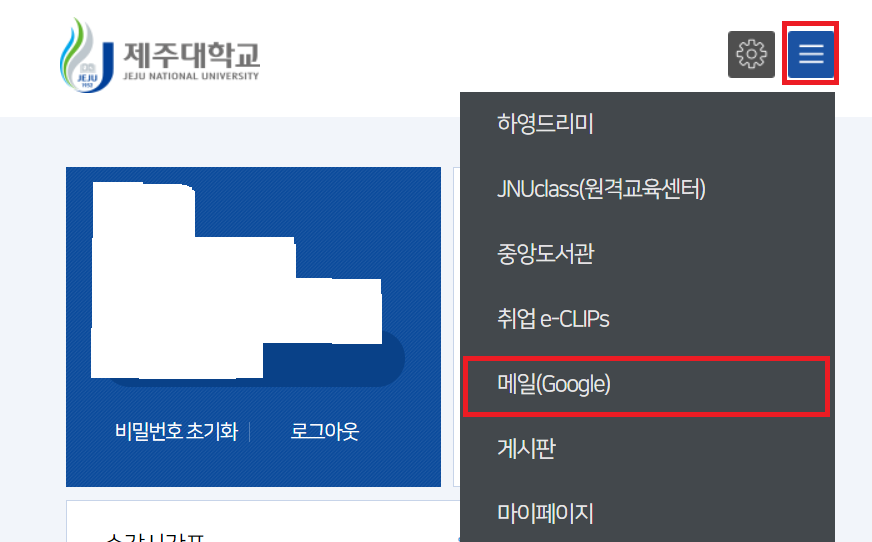 제주대학교
JEJU NATIONAL UNIVERSITY
JEJU
1952
하영드리미
JNUclass(원격교육센터)
중앙도서관
취업 e-CLIPs
메일(Google)
게시판
마이페이지
비밀번호 초기화
로그아웃